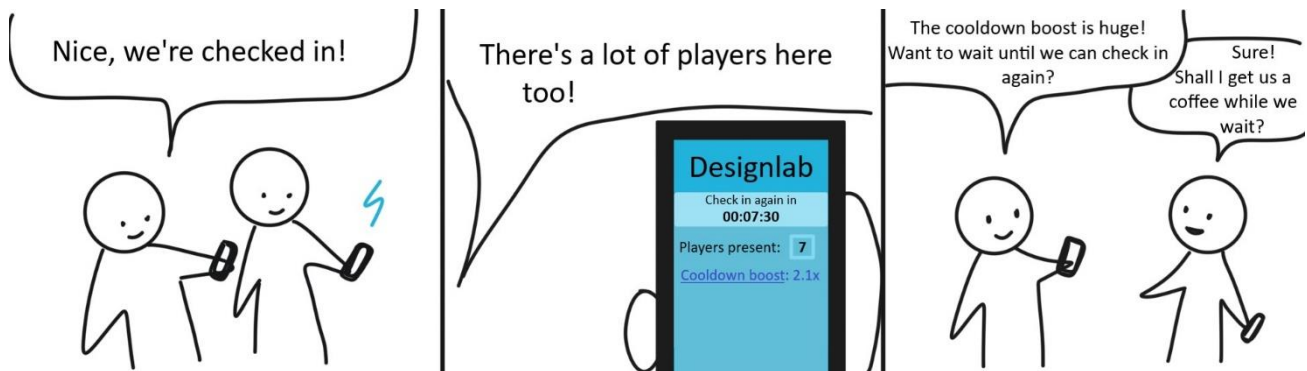 Nice, we're checked in!
There's a lot of players here
too!
Designlab
Check in again in
00:07:30
Players present: 7
Cooldown boost: 2.1x
The cooldown boost is huge!
Want to wait until we can check in
again?
Sure!
Shall I get us a
coffee while we
wait?